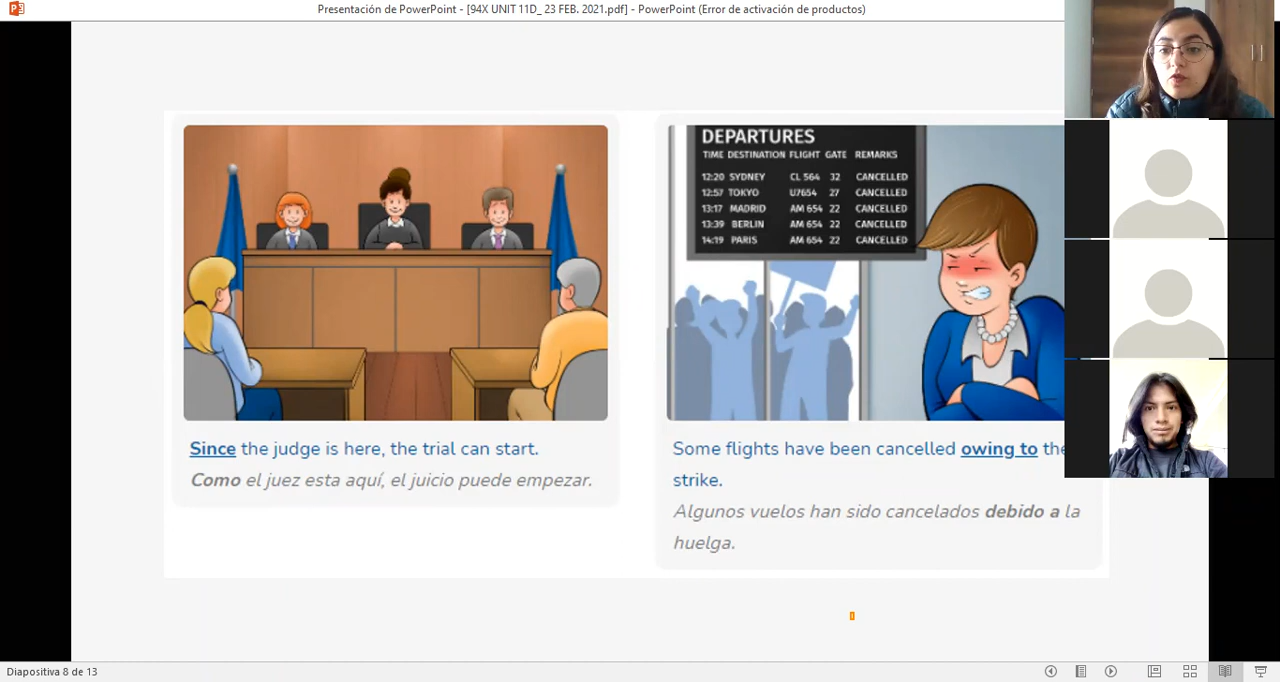 Presentación de PowerPoint - [94X UNIT 11D_ 23 FEB. 2021.pdf] - PowerPoint (Error de activación de productos)
DEPARTURES
TIME DESTINATION FLIGHT GATE REMARKS
12:20 SYDNEY CL 564 32 CANCELLED
12:57 TOKYO U7654 27 CANCELLED
13:17 MADRID AM 654 22 CANCELLED
13:39 BERLIN AM 654 22 CANCELLED
14:19 PARIS AM 654 22 CANCELLED
Since the judge is here, the trial can start.
Como el juez esta aquí, el juicio puede empezar.
Some flights have been cancelled owing to the
strike.
Algunos vuelos han sido cancelados debido a la
huelga.
Diapositiva 8 de 13